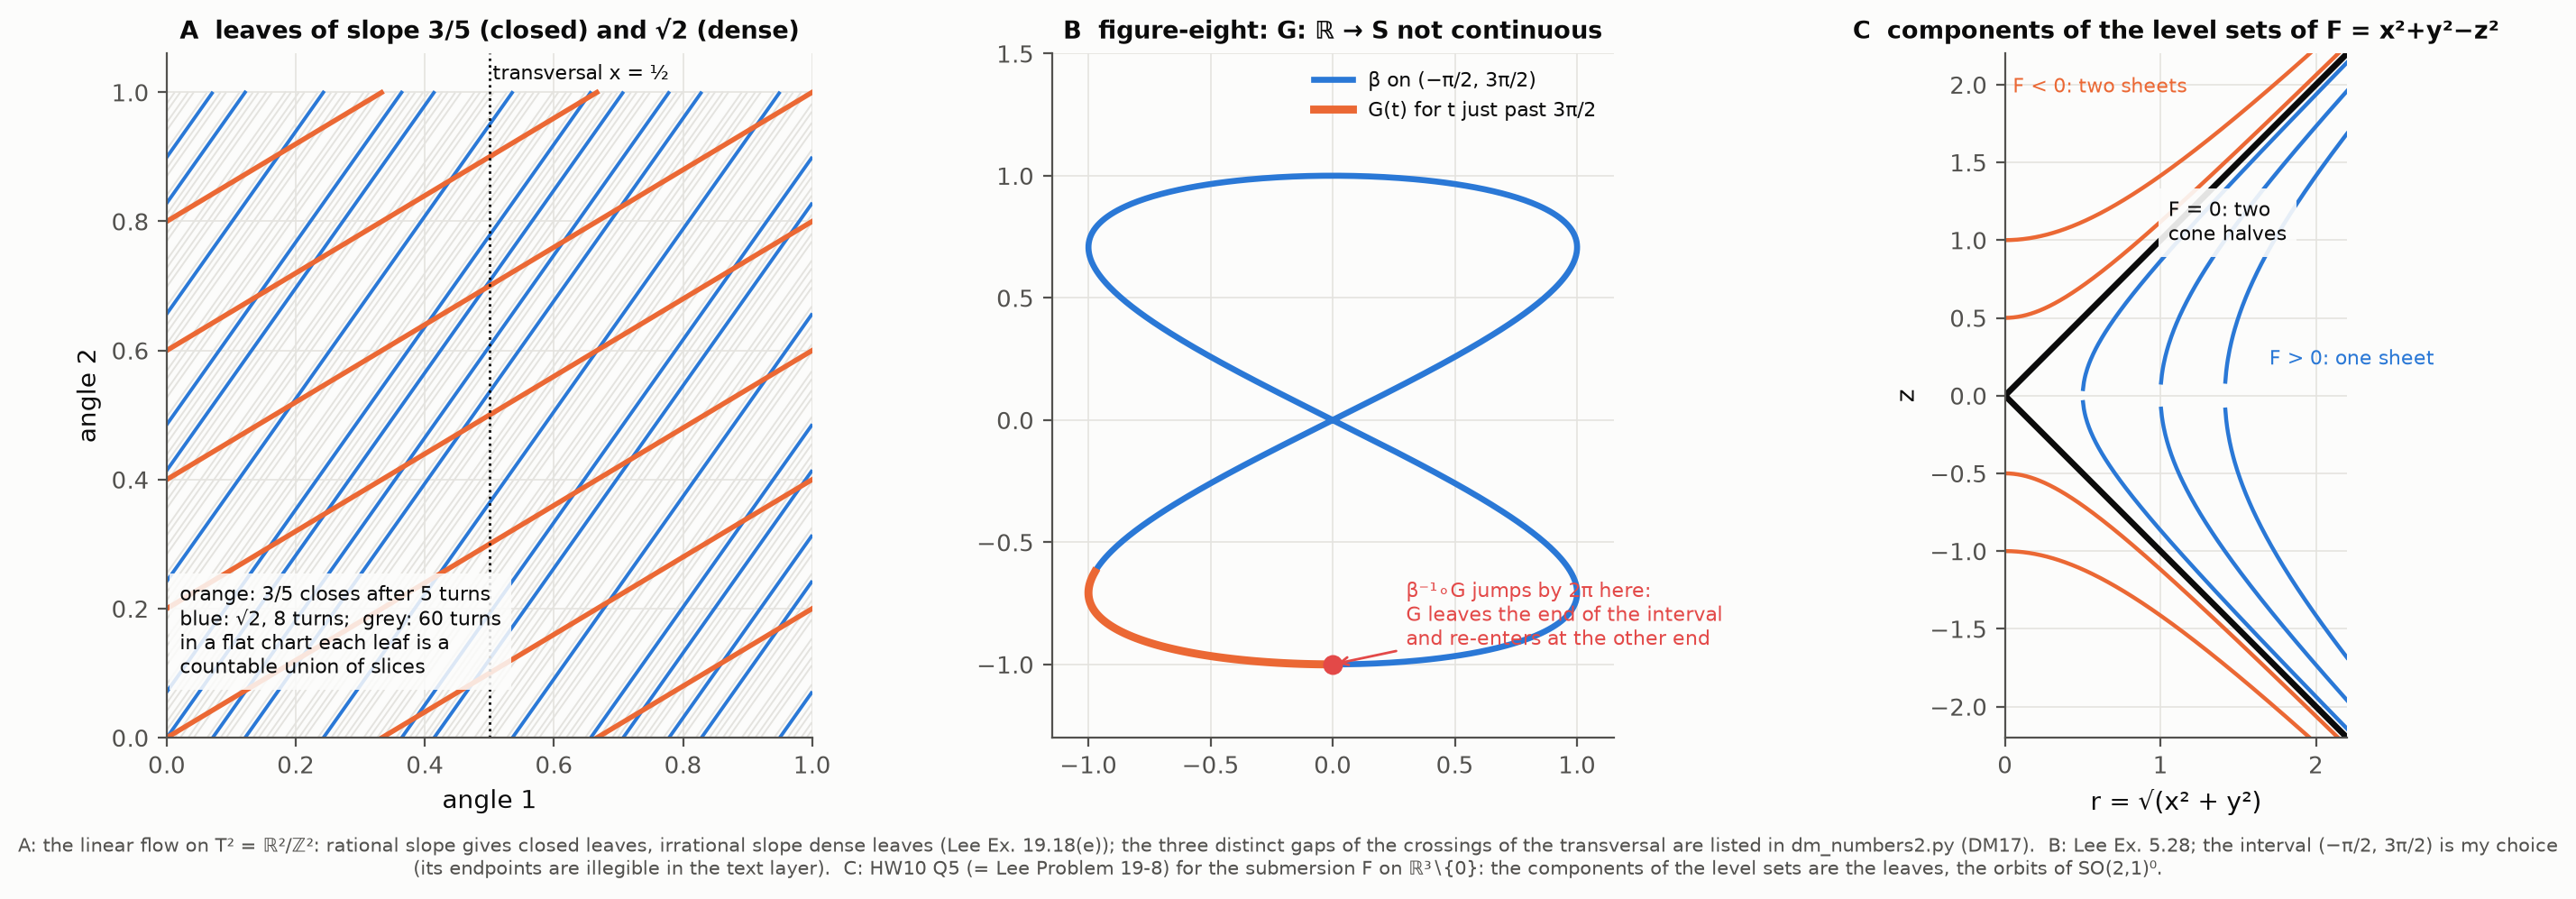 A  leaves of slope 3/5 (closed) and √2 (dense)
transversal x = ½
1.0
0.8
0.6
0.4
0.2
0.0
angle 2
orange: 3/5 closes after 5 turns
blue: √2, 8 turns;  grey: 60 turns
in a flat chart each leaf is a
countable union of slices
0.0 0.2 0.4 0.6 0.8 1.0
angle 1
B  figure-eight: G: ℝ → S not continuous
β on (−π/2, 3π/2)
G(t) for t just past 3π/2
1.5
1.0
0.5
0.0
−0.5
−1.0
β⁻¹∘G jumps by 2π here:
G leaves the end of the interval
and re-enters at the other end
−1.0 −0.5 0.0 0.5 1.0
C  components of the level sets of F = x²+y²−z²
F < 0: two sheets
F = 0: two
cone halves
F > 0: one sheet
2.0
1.5
1.0
0.5
0.0
−0.5
−1.0
−1.5
−2.0
z
0 1 2
r = √(x² + y²)
A: the linear flow on T² = ℝ²/ℤ²: rational slope gives closed leaves, irrational slope dense leaves (Lee Ex. 19.18(e)); the three distinct gaps of the crossings of the transversal are listed in dm_numbers2.py (DM17).  B: Lee Ex. 5.28; the interval (−π/2, 3π/2) is my choice
(its endpoints are illegible in the text layer).  C: HW10 Q5 (= Lee Problem 19-8) for the submersion F on ℝ³∖{0}: the components of the level sets are the leaves, the orbits of SO(2,1)⁰.